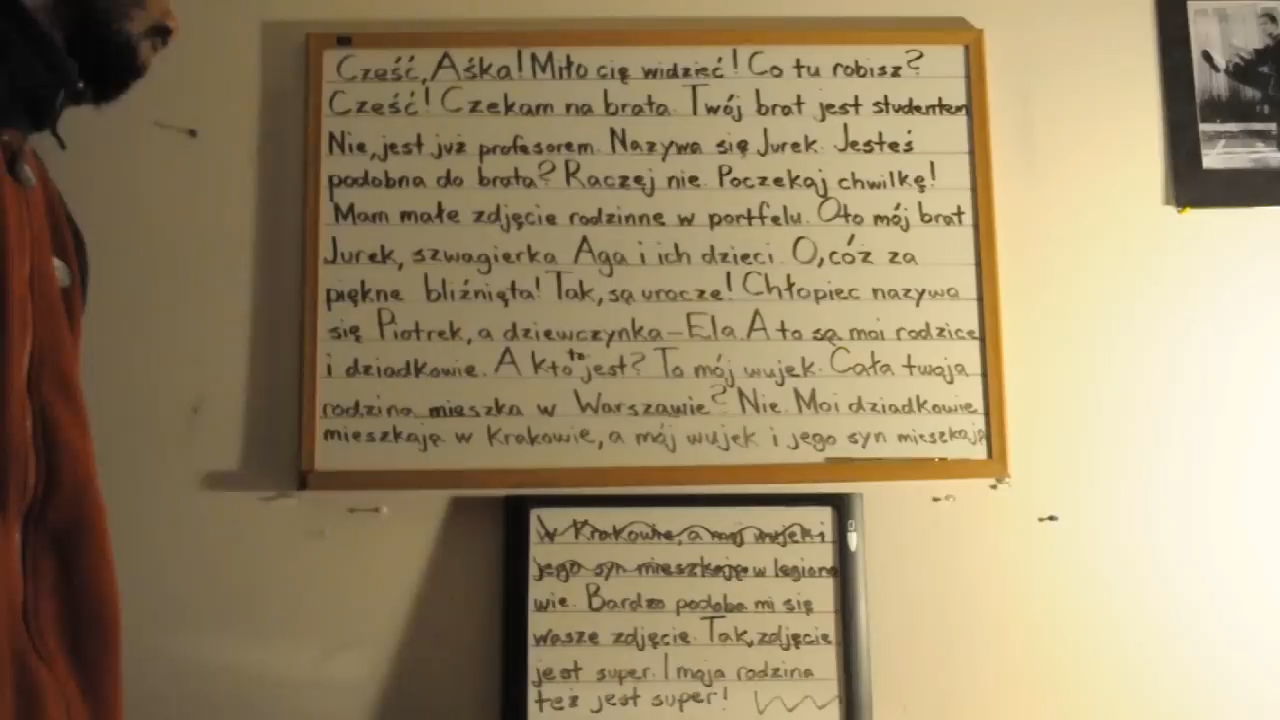 Cześć, Aśka! Miło cię widzieć! Co tu robisz?
Cześć! Czekam na brata. Twój brat jest studentem
Nie, jest już profesorem. Nazywa się Jurek. Jesteś
podobna do brata? Raczej nie. Poczekaj chwilkę!
Mam małe zdjęcie rodzinne w portfelu. Oto mój brat
Jurek, szwagierka Aga i ich dzieci. O, cóż za
piękne bliźnięta! Tak, są urocze! Chłopiec nazywa
się Piotrek, a dziewczynka - Ela. A to są moi rodzice
i dziadkowie. A kto to jest? To mój wujek. Cała twoja
rodzina mieszka w Warszawie? Nie. Moi dziadkowie
mieszkają w Krakowie, a mój wujek i jego syn mieszkają
w Krakowie, a mój wujek i
jego syn mieszkają w legiono
wie. Bardzo podoba mi się
wasze zdjęcie. Tak, zdjęcie
jest super. I moja rodzina
też jest super!